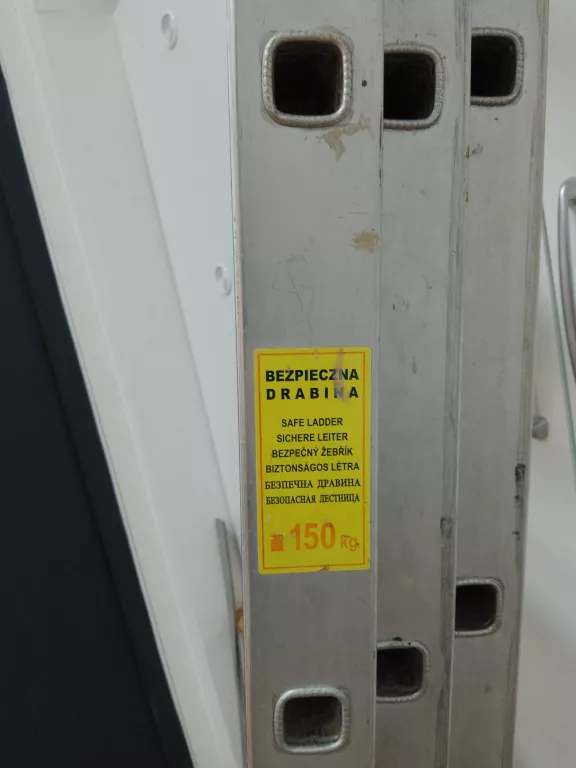 BEZPIECZNA
DRABINA
SAFE LADDER
SICHERE LEITER
BEZPEČNÝ ŽEBŘÍK
BIZTONSÁGOS LÉTRA
БЕЗПЕЧНА ДРАВИНА
БЕЗОПАСНАЯ ЛЕСТНИЦА
150 kg